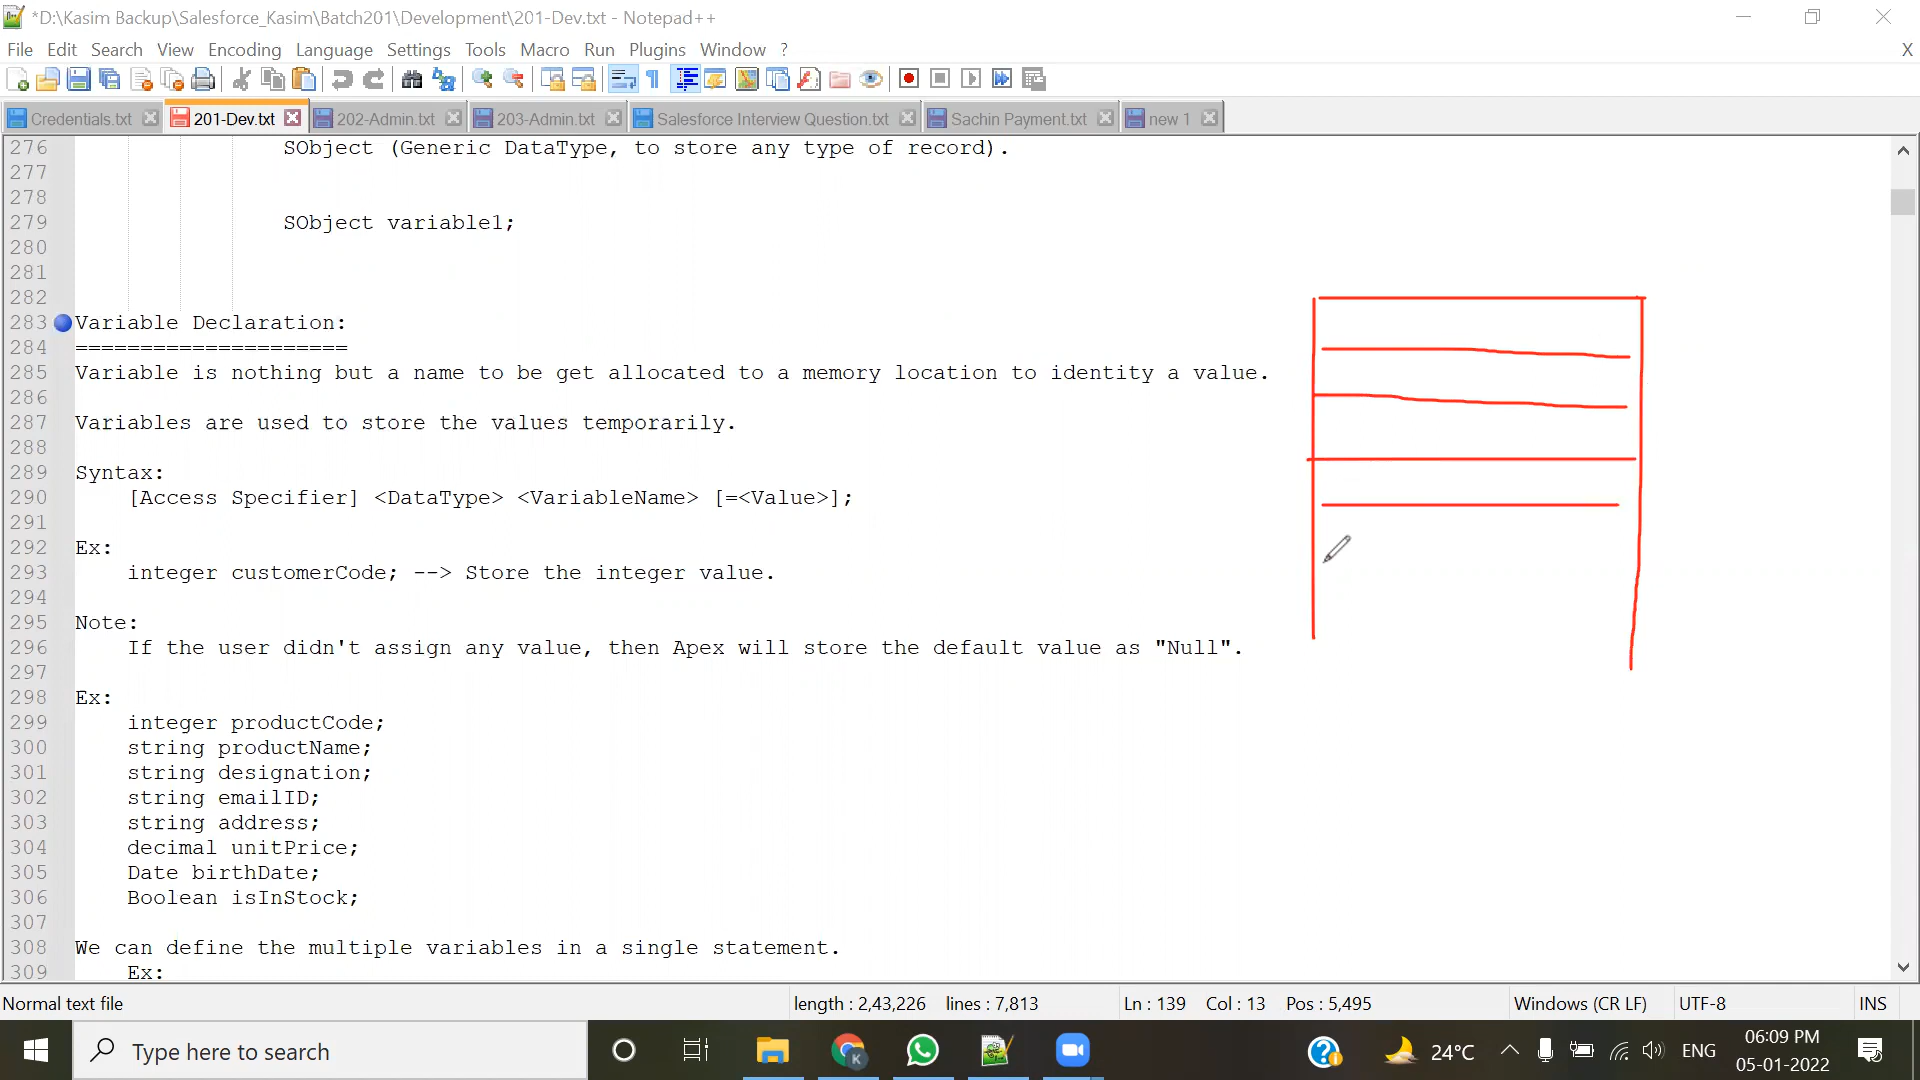 *D:\Kasim Backup\Salesforce_Kasim\Batch201\Development\201-Dev.txt - Notepad++
File Edit Search View Encoding Language Settings Tools Macro Run Plugins Window ? X
Credentials.txt 201-Dev.txt 202-Admin.txt 203-Admin.txt Salesforce Interview Question.txt Sachin Payment.txt new 1
276 SObject (Generic DataType, to store any type of record).
277
278
279 SObject variable1;
280
281
282
283 Variable Declaration:
284 =====================
285 Variable is nothing but a name to be get allocated to a memory location to identity a value.
286
287 Variables are used to store the values temporarily.
288
289 Syntax:
290 [Access Specifier] <DataType> <VariableName> [=<Value>];
291
292 Ex:
293 integer customerCode; --> Store the integer value.
294
295 Note:
296 If the user didn't assign any value, then Apex will store the default value as "Null".
297
298 Ex:
299 integer productCode;
300 string productName;
301 string designation;
302 string emailID;
303 string address;
304 decimal unitPrice;
305 Date birthDate;
306 Boolean isInStock;
307
308 We can define the multiple variables in a single statement.
309 Ex:
Normal text file length : 2,43,226 lines : 7,813 Ln : 139 Col : 13 Pos : 5,495 Windows (CR LF) UTF-8 INS
Type here to search K 24°C ENG 06:09 PM
05-01-2022